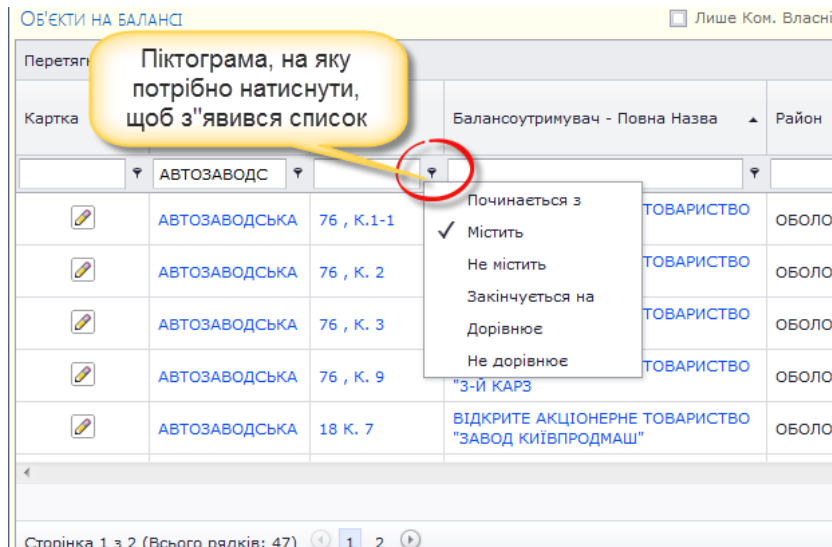 Об'єкти на балансі
Лише Ком. Власні
Перетягн
Піктограма, на яку
потрібно натиснути,
щоб з"явився список
Картка
Балансоутримувач - Повна Назва
Район
АВТОЗАВОДС
Починається з
Містить
Не містить
Закінчується на
Дорівнює
Не дорівнює
АВТОЗАВОДСЬКА 76 , К.1-1 ТОВАРИСТВО ОБОЛО
АВТОЗАВОДСЬКА 76 , К. 2 ТОВАРИСТВО ОБОЛО
АВТОЗАВОДСЬКА 76 , К. 3 ТОВАРИСТВО ОБОЛО
АВТОЗАВОДСЬКА 76 , К. 9 ТОВАРИСТВО ОБОЛО
"3-Й КАРЗ
АВТОЗАВОДСЬКА 18 К. 7 ВІДКРИТЕ АКЦІОНЕРНЕ ТОВАРИСТВО ОБОЛО
"ЗАВОД КИЇВПРОДМАШ"
Сторінка 1 з 2 (Всього рядків: 47) 1 2